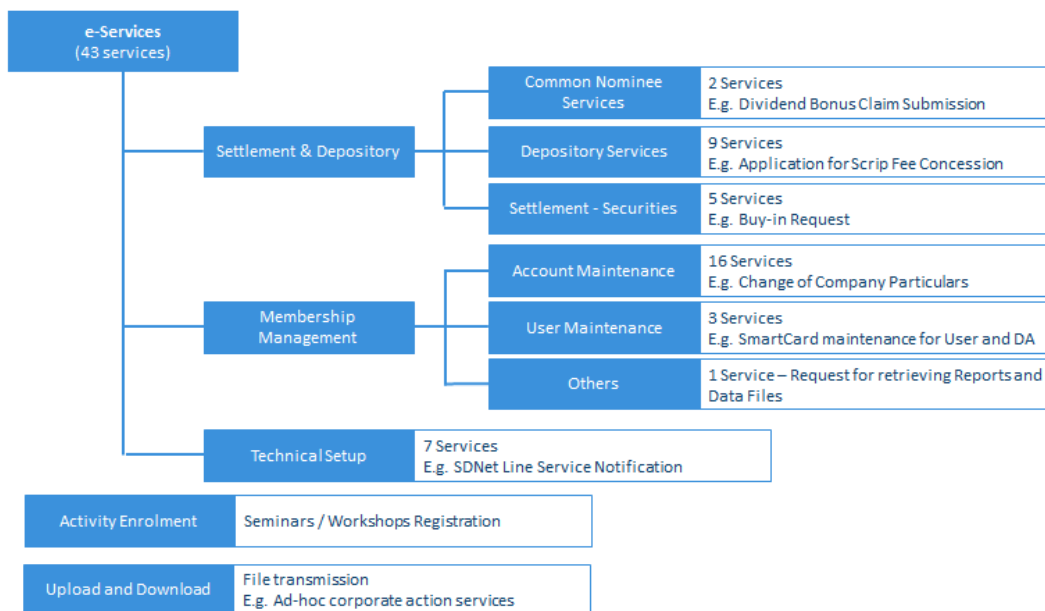 e-Services
(43 services)
Settlement & Depository
Common Nominee
Services
2 Services
E.g. Dividend Bonus Claim Submission
Depository Services
9 Services
E.g. Application for Scrip Fee Concession
Settlement - Securities
5 Services
E.g. Buy-in Request
Membership
Management
Account Maintenance
16 Services
E.g. Change of Company Particulars
User Maintenance
3 Services
E.g. SmartCard maintenance for User and DA
Others
1 Service – Request for retrieving Reports and
Data Files
Technical Setup
7 Services
E.g. SDNet Line Service Notification
Activity Enrolment
Seminars / Workshops Registration
Upload and Download
File transmission
E.g. Ad-hoc corporate action services